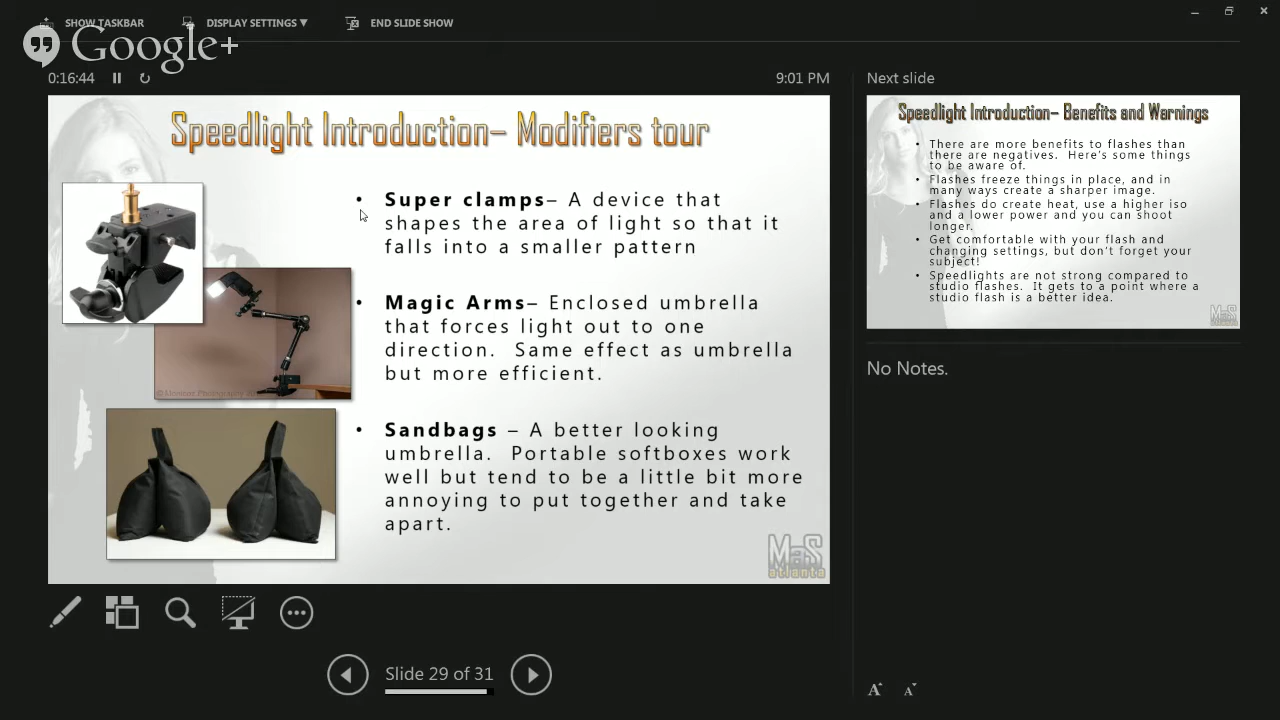 SHOW TASKBAR
DISPLAY SETTINGS ▼
END SLIDE SHOW
Google+
0:16:44
9:01 PM
Next slide
Speedlight Introduction– Modifiers tour
• Super clamps– A device that
shapes the area of light so that it
falls into a smaller pattern
• Magic Arms– Enclosed umbrella
that forces light out to one
direction. Same effect as umbrella
but more efficient.
• Sandbags – A better looking
umbrella. Portable softboxes work
well but tend to be a little bit more
annoying to put together and take
apart.
MaS
atlanta
Speedlight Introduction– Benefits and Warnings
• There are more benefits to flashes than
there are negatives. Here's some things
to be aware of.
• Flashes freeze things in place, and in
many ways create a sharper image.
• Flashes do create heat, use a higher iso
and a lower power and you can shoot
longer.
• Get comfortable with your flash and
changing settings, but don't forget your
subject!
• Speedlights are not strong compared to
studio flashes. It gets to a point where a
studio flash is a better idea.
MaS
atlanta
No Notes.
Slide 29 of 31
A A